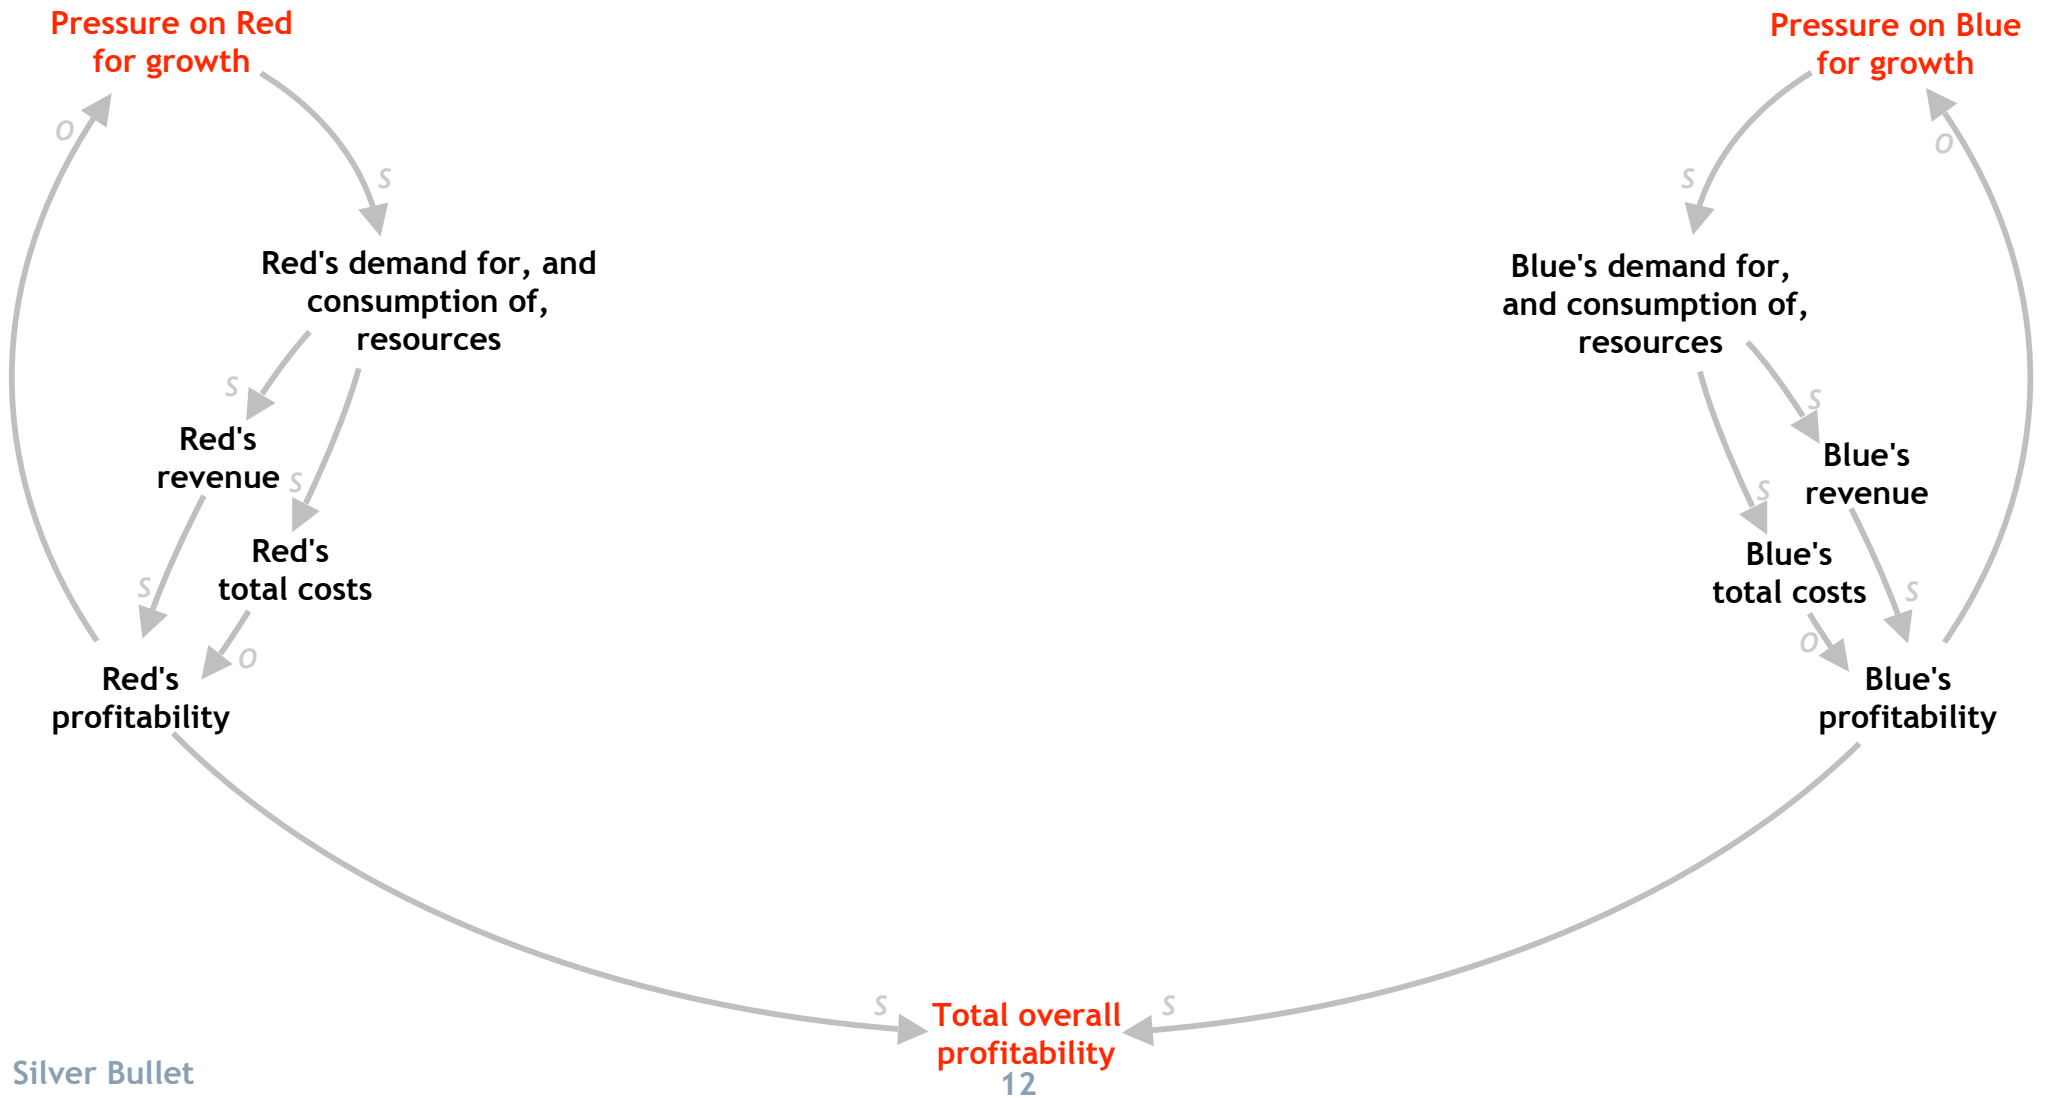 Pressure on Red
for growth
Pressure on Blue
for growth
O
S
S
O
Red's demand for, and
consumption of,
resources
Blue's demand for,
and consumption of,
resources
S
S
Red's
revenue
S
S
Blue's
revenue
Red's
total costs
Blue's
total costs
S
O
O
S
Red's
profitability
Blue's
profitability
S
S
Total overall
profitability
Silver Bullet
12